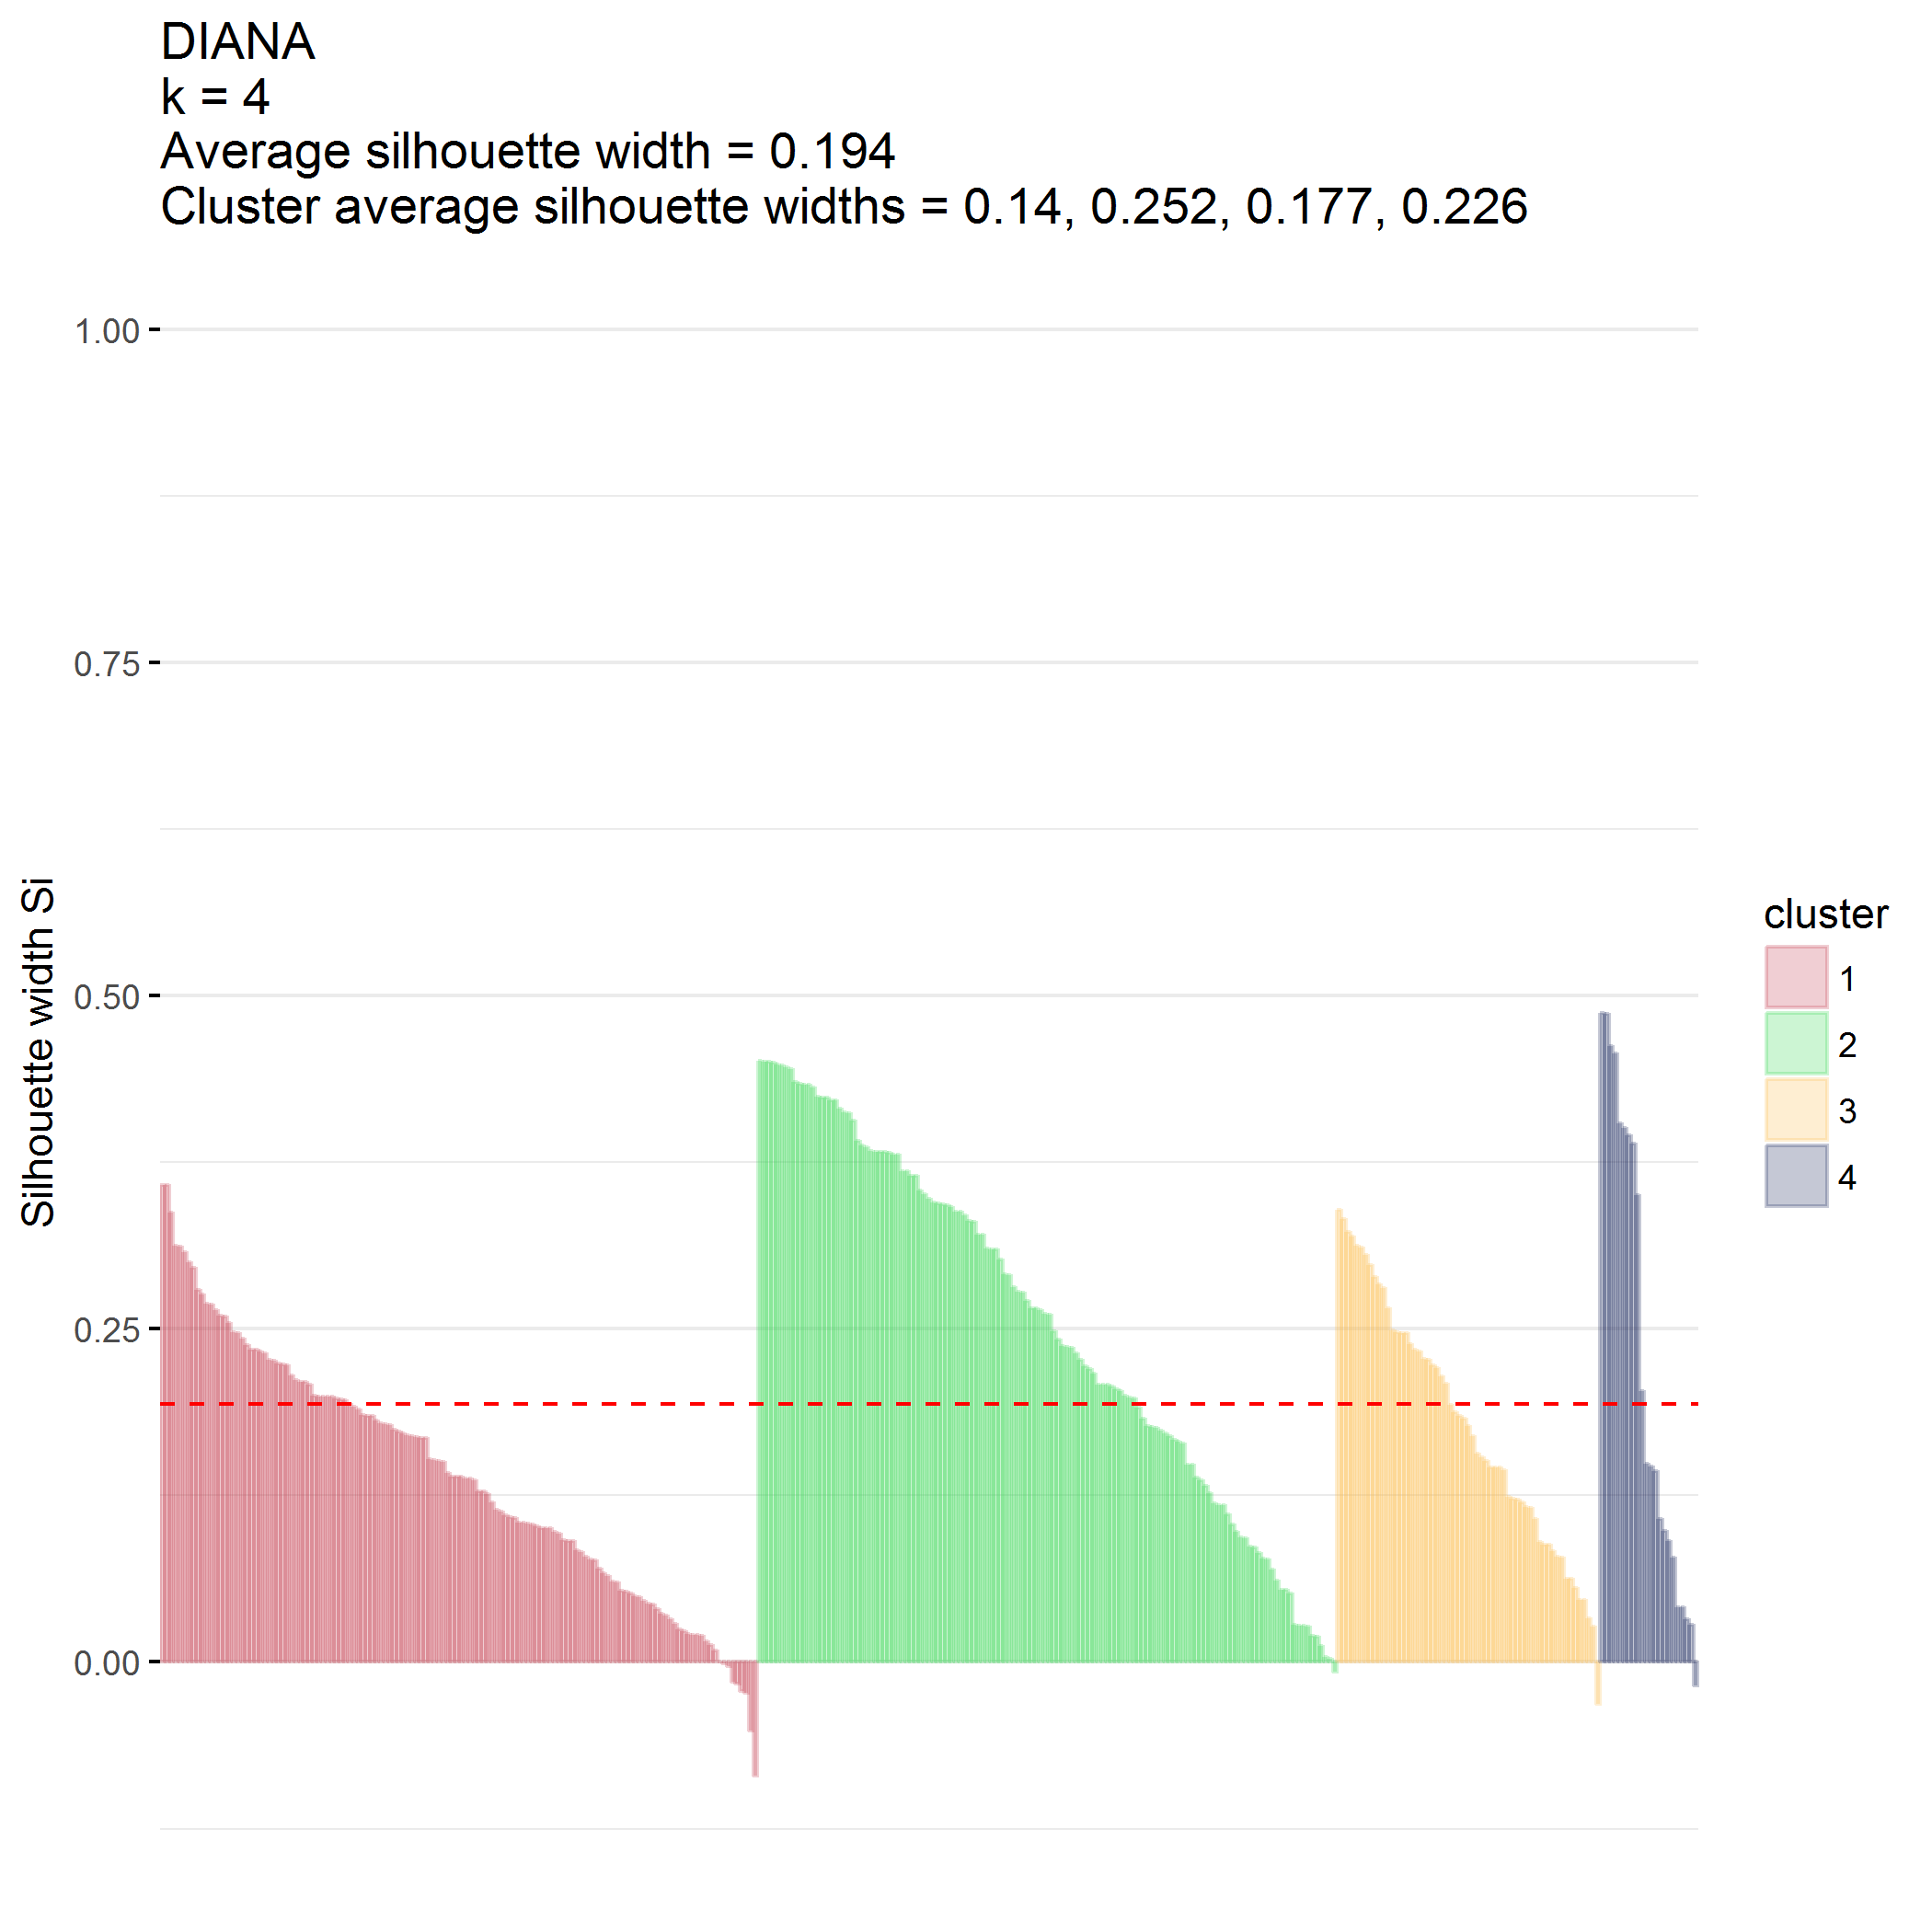 DIANA
k = 4
Average silhouette width = 0.194
Cluster average silhouette widths = 0.14, 0.252, 0.177, 0.226
1.00
0.75
0.50
0.25
0.00
Silhouette width Si
cluster
1
2
3
4